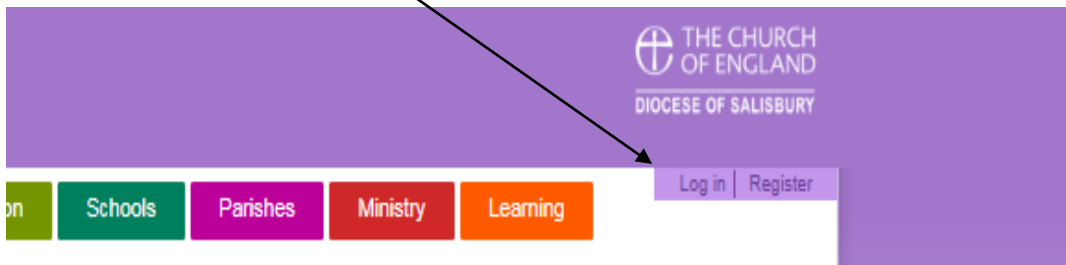 THE CHURCH
OF ENGLAND
DIOCESE OF SALISBURY
Log in | Register
on Schools Parishes Ministry Learning